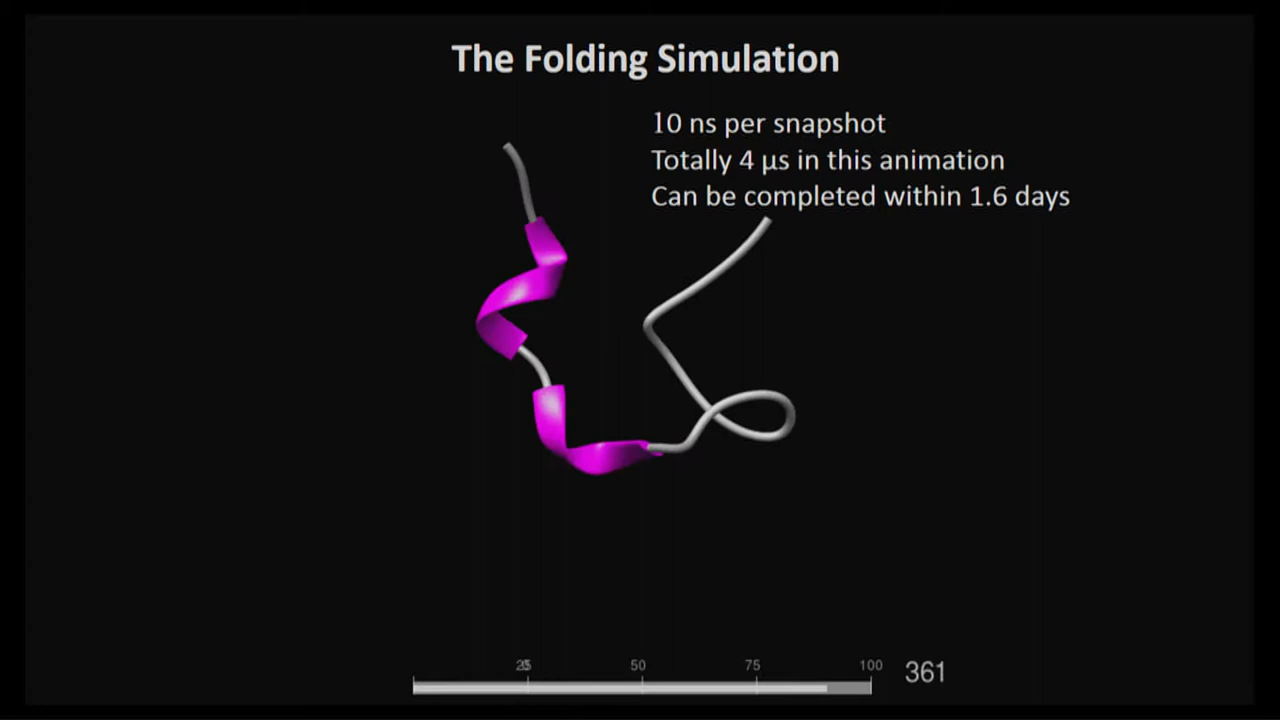 The Folding Simulation
10 ns per snapshot
Totally 4 µs in this animation
Can be completed within 1.6 days
25 50 75 100 361